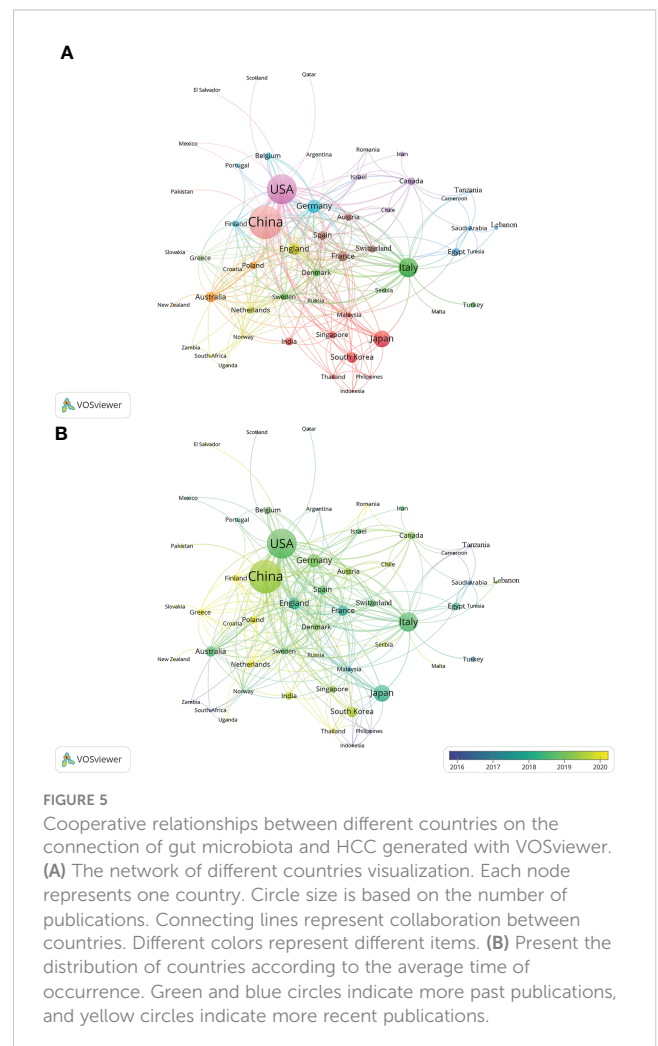 A
Scotland
Qatar
El Salvador
Mexico
Portugal
Belgium
Argentina
Romania
Iran
Israel
Canada
Pakistan
USA
Germany
Chile
Tanzania
Cameroon
China
Finland
Austria
Spain
Saudi Arabia
Lebanon
England
Switzerland
France
Egypt
Tunisia
Slovakia
Greece
Croatia
Poland
Denmark
Italy
Australia
Sweden
Russia
Serbia
New Zealand
Netherlands
Malaysia
Malta
Turkey
Norway
India
Singapore
Japan
Zambia
South Africa
Uganda
South Korea
Thailand
Philippines
Indonesia
VOSviewer
B
Scotland
Qatar
El Salvador
Mexico
Portugal
Belgium
Argentina
Romania
Iran
Israel
Canada
Pakistan
USA
Germany
Chile
Tanzania
Cameroon
China
Finland
Austria
Spain
Saudi Arabia
Lebanon
England
Switzerland
France
Egypt
Tunisia
Slovakia
Greece
Croatia
Poland
Denmark
Italy
Australia
Sweden
Russia
Serbia
New Zealand
Netherlands
Malaysia
Malta
Turkey
Norway
India
Singapore
Japan
Zambia
South Africa
Uganda
South Korea
Thailand
Philippines
Indonesia
VOSviewer
2016 2017 2018 2019 2020
FIGURE 5
Cooperative relationships between different countries on the
connection of gut microbiota and HCC generated with VOSviewer.
(A) The network of different countries visualization. Each node
represents one country. Circle size is based on the number of
publications. Connecting lines represent collaboration between
countries. Different colors represent different items. (B) Present the
distribution of countries according to the average time of
occurrence. Green and blue circles indicate more past publications,
and yellow circles indicate more recent publications.